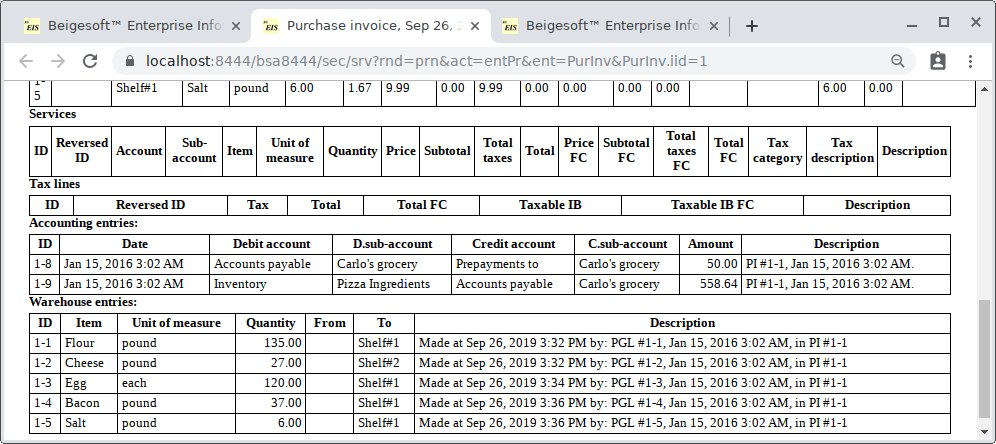 EIS Beigesoft™ Enterprise Info
EIS Purchase invoice, Sep 26, 2
EIS Beigesoft™ Enterprise Info
localhost:8444/bsa8444/sec/srv?rnd=prn&act=entPr&ent=PurInv&PurInv.iid=1
5 Shelf#1 Salt pound 6.00 1.67 9.99 0.00 9.99 0.00 0.00 0.00 0.00 6.00 0.00
Services
ID Reversed ID Account Sub-account Item Unit of measure Quantity Price Subtotal Total taxes Total Price FC Subtotal FC Total taxes FC Total FC Tax category Tax description Description
Tax lines
ID Reversed ID Tax Total Total FC Taxable IB Taxable IB FC Description
Accounting entries:
ID Date Debit account D.sub-account Credit account C.sub-account Amount Description
1-8 Jan 15, 2016 3:02 AM Accounts payable Carlo's grocery Prepayments to Carlo's grocery 50.00 PI #1-1, Jan 15, 2016 3:02 AM.
1-9 Jan 15, 2016 3:02 AM Inventory Pizza Ingredients Accounts payable Carlo's grocery 558.64 PI #1-1, Jan 15, 2016 3:02 AM.
Warehouse entries:
ID Item Unit of measure Quantity From To Description
1-1 Flour pound 135.00 Shelf#1 Made at Sep 26, 2019 3:32 PM by: PGL #1-1, Jan 15, 2016 3:02 AM, in PI #1-1
1-2 Cheese pound 27.00 Shelf#2 Made at Sep 26, 2019 3:32 PM by: PGL #1-2, Jan 15, 2016 3:02 AM, in PI #1-1
1-3 Egg each 120.00 Shelf#1 Made at Sep 26, 2019 3:34 PM by: PGL #1-3, Jan 15, 2016 3:02 AM, in PI #1-1
1-4 Bacon pound 37.00 Shelf#1 Made at Sep 26, 2019 3:36 PM by: PGL #1-4, Jan 15, 2016 3:02 AM, in PI #1-1
1-5 Salt pound 6.00 Shelf#1 Made at Sep 26, 2019 3:36 PM by: PGL #1-5, Jan 15, 2016 3:02 AM, in PI #1-1